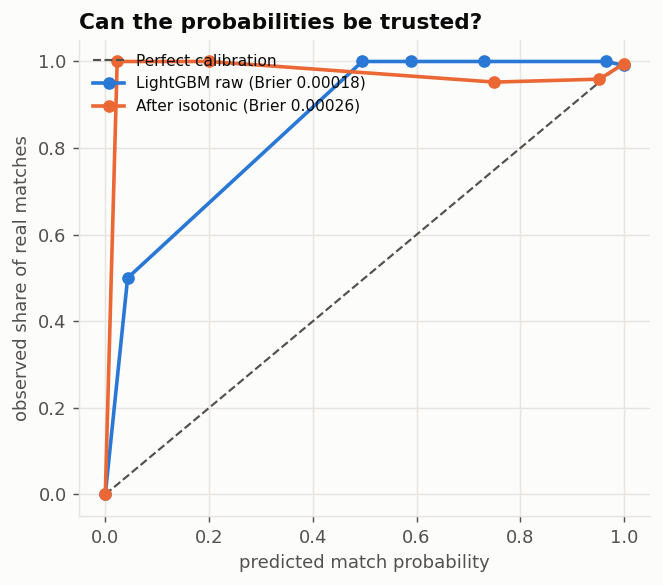 Can the probabilities be trusted?
Perfect calibration
LightGBM raw (Brier 0.00018)
After isotonic (Brier 0.00026)
observed share of real matches
1.0
0.8
0.6
0.4
0.2
0.0
0.0 0.2 0.4 0.6 0.8 1.0
predicted match probability